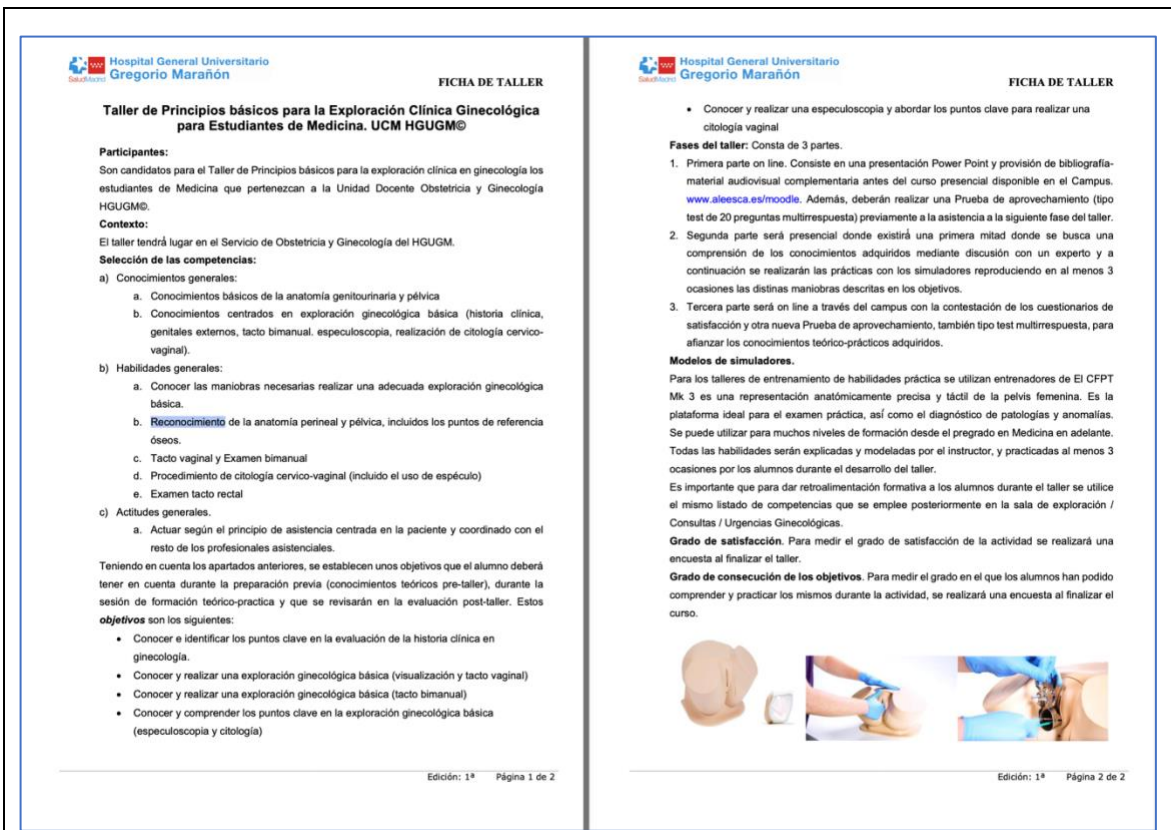 Hospital General Universitario
Gregorio Marañón
SaludMadrid
FICHA DE TALLER
Taller de Principios básicos para la Exploración Clínica Ginecológica
para Estudiantes de Medicina. UCM HGUGM©
Participantes:
Son candidatos para el Taller de Principios básicos para la exploración clínica en ginecología los
estudiantes de Medicina que pertenezcan a la Unidad Docente Obstetricia y Ginecología
HGUGM©.
Contexto:
El taller tendrá lugar en el Servicio de Obstetricia y Ginecología del HGUGM.
Selección de las competencias:
a) Conocimientos generales:
a. Conocimientos básicos de la anatomía genitourinaria y pélvica
b. Conocimientos centrados en exploración ginecológica básica (historia clínica,
genitales externos, tacto bimanual. especuloscopia, realización de citología cervico-
vaginal).
b) Habilidades generales:
a. Conocer las maniobras necesarias realizar una adecuada exploración ginecológica
básica.
b. Reconocimiento de la anatomía perineal y pélvica, incluidos los puntos de referencia
óseos.
c. Tacto vaginal y Examen bimanual
d. Procedimiento de citología cervico-vaginal (incluido el uso de espéculo)
e. Examen tacto rectal
c) Actitudes generales.
a. Actuar según el principio de asistencia centrada en la paciente y coordinado con el
resto de los profesionales asistenciales.
Teniendo en cuenta los apartados anteriores, se establecen unos objetivos que el alumno deberá
tener en cuenta durante la preparación previa (conocimientos teóricos pre-taller), durante la
sesión de formación teórico-practica y que se revisarán en la evaluación post-taller. Estos
objetivos son los siguientes:
• Conocer e identificar los puntos clave en la evaluación de la historia clínica en
ginecología.
• Conocer y realizar una exploración ginecológica básica (visualización y tacto vaginal)
• Conocer y realizar una exploración ginecológica básica (tacto bimanual)
• Conocer y comprender los puntos clave en la exploración ginecológica básica
(especuloscopia y citología)
Edición: 1ª Página 1 de 2
Hospital General Universitario
Gregorio Marañón
SaludMadrid
FICHA DE TALLER
• Conocer y realizar una especuloscopia y abordar los puntos clave para realizar una
citología vaginal
Fases del taller: Consta de 3 partes.
1. Primera parte on line. Consiste en una presentación Power Point y provisión de bibliografía-
material audiovisual complementaria antes del curso presencial disponible en el Campus.
www.aleesca.es/moodle. Además, deberán realizar una Prueba de aprovechamiento (tipo
test de 20 preguntas multirrespuesta) previamente a la asistencia a la siguiente fase del taller.
2. Segunda parte será presencial donde existirá una primera mitad donde se busca una
comprensión de los conocimientos adquiridos mediante discusión con un experto y a
continuación se realizarán las prácticas con los simuladores reproduciendo en al menos 3
ocasiones las distinas maniobras descritas en los objetivos.
3. Tercera parte será on line a través del campus con la contestación de los cuestionarios de
satisfacción y otra nueva Prueba de aprovechamiento, también tipo test multirrespuesta, para
afianzar los conocimientos teórico-prácticos adquiridos.
Modelos de simuladores.
Para los talleres de entrenamiento de habilidades práctica se utilizan entrenadores de El CFPT
Mk 3 es una representación anatómicamente precisa y táctil de la pelvis femenina. Es la
plataforma ideal para el examen práctica, así como el diagnóstico de patologías y anomalías.
Se puede utilizar para muchos niveles de formación desde el pregrado en Medicina en adelante.
Todas las habilidades serán explicadas y modeladas por el instructor, y practicadas al menos 3
ocasiones por los alumnos durante el desarrollo del taller.
Es importante que para dar retroalimentación formativa a los alumnos durante el taller se utilice
el mismo listado de competencias que se emplee posteriormente en la sala de exploración /
Consultas / Urgencias Ginecológicas.
Grado de satisfacción. Para medir el grado de satisfacción de la actividad se realizará una
encuesta al finalizar el taller.
Grado de consecución de los objetivos. Para medir el grado en el que los alumnos han podido
comprender y practicar los mismos durante la actividad, se realizará una encuesta al finalizar el
curso.
Edición: 1ª Página 2 de 2